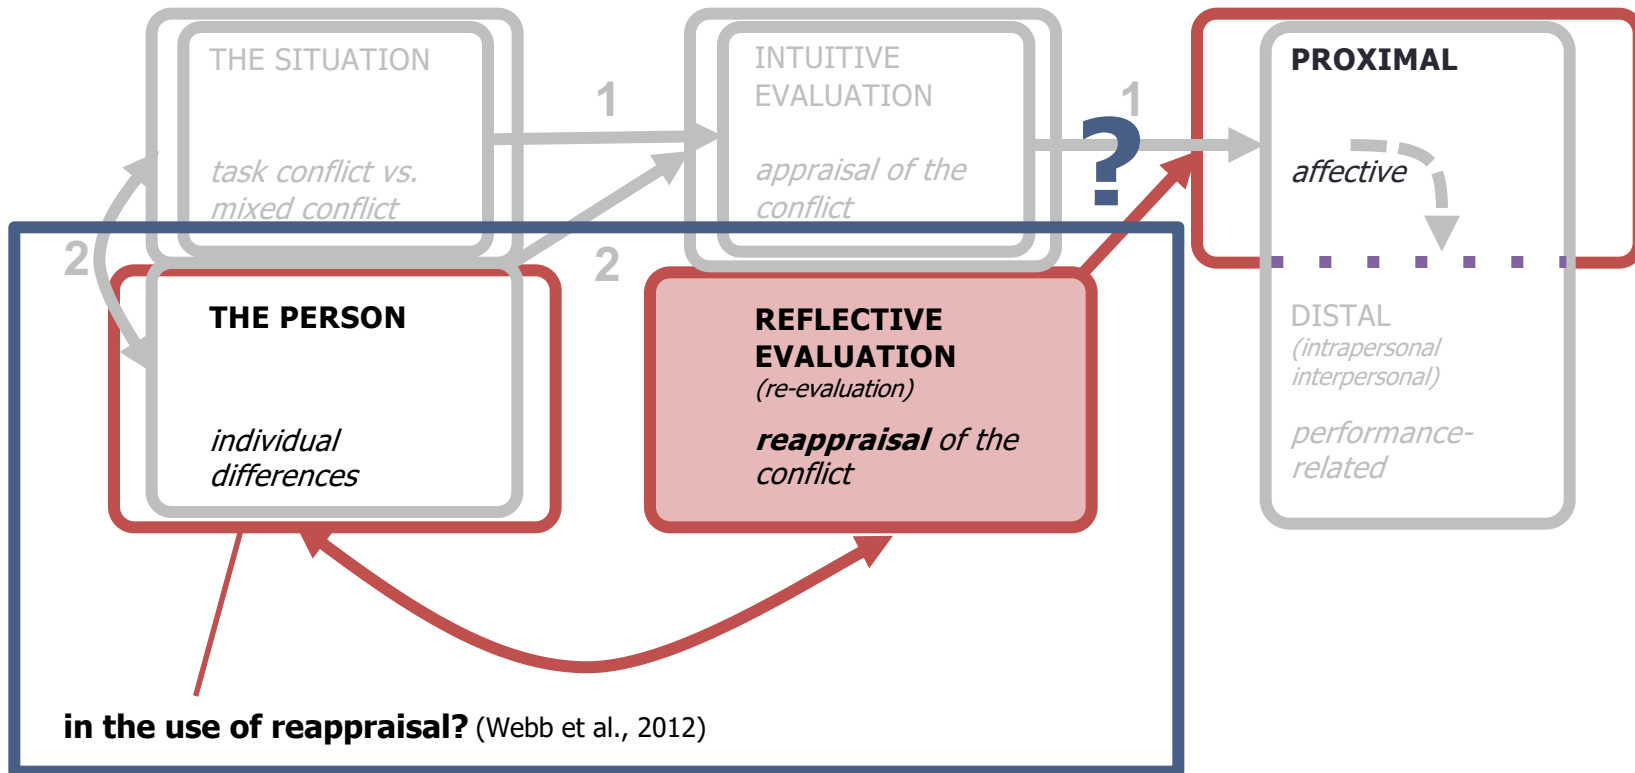 THE SITUATION
task conflict vs.
mixed conflict
1
INTUITIVE
EVALUATION
appraisal of the
conflict
1
?
PROXIMAL
affective
2
2
THE PERSON
individual
differences
REFLECTIVE
EVALUATION
(re-evaluation)
reappraisal of the
conflict
DISTAL
(intrapersonal
interpersonal)
performance-
related
in the use of reappraisal? (Webb et al., 2012)